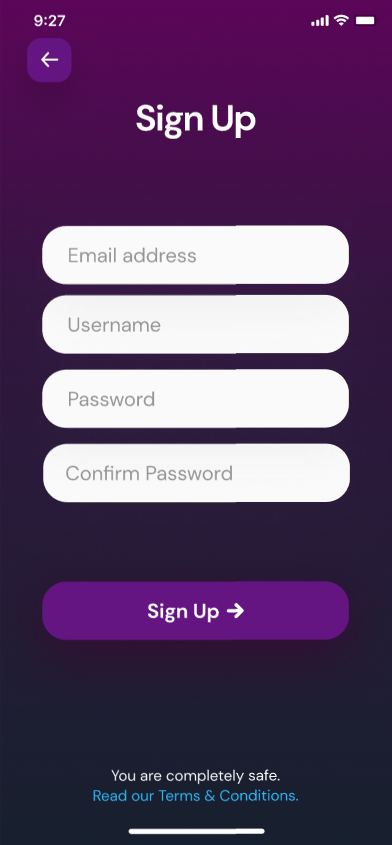 9:27
Sign Up
Email address
Username
Password
Confirm Password
Sign Up
You are completely safe.
Read our Terms & Conditions.